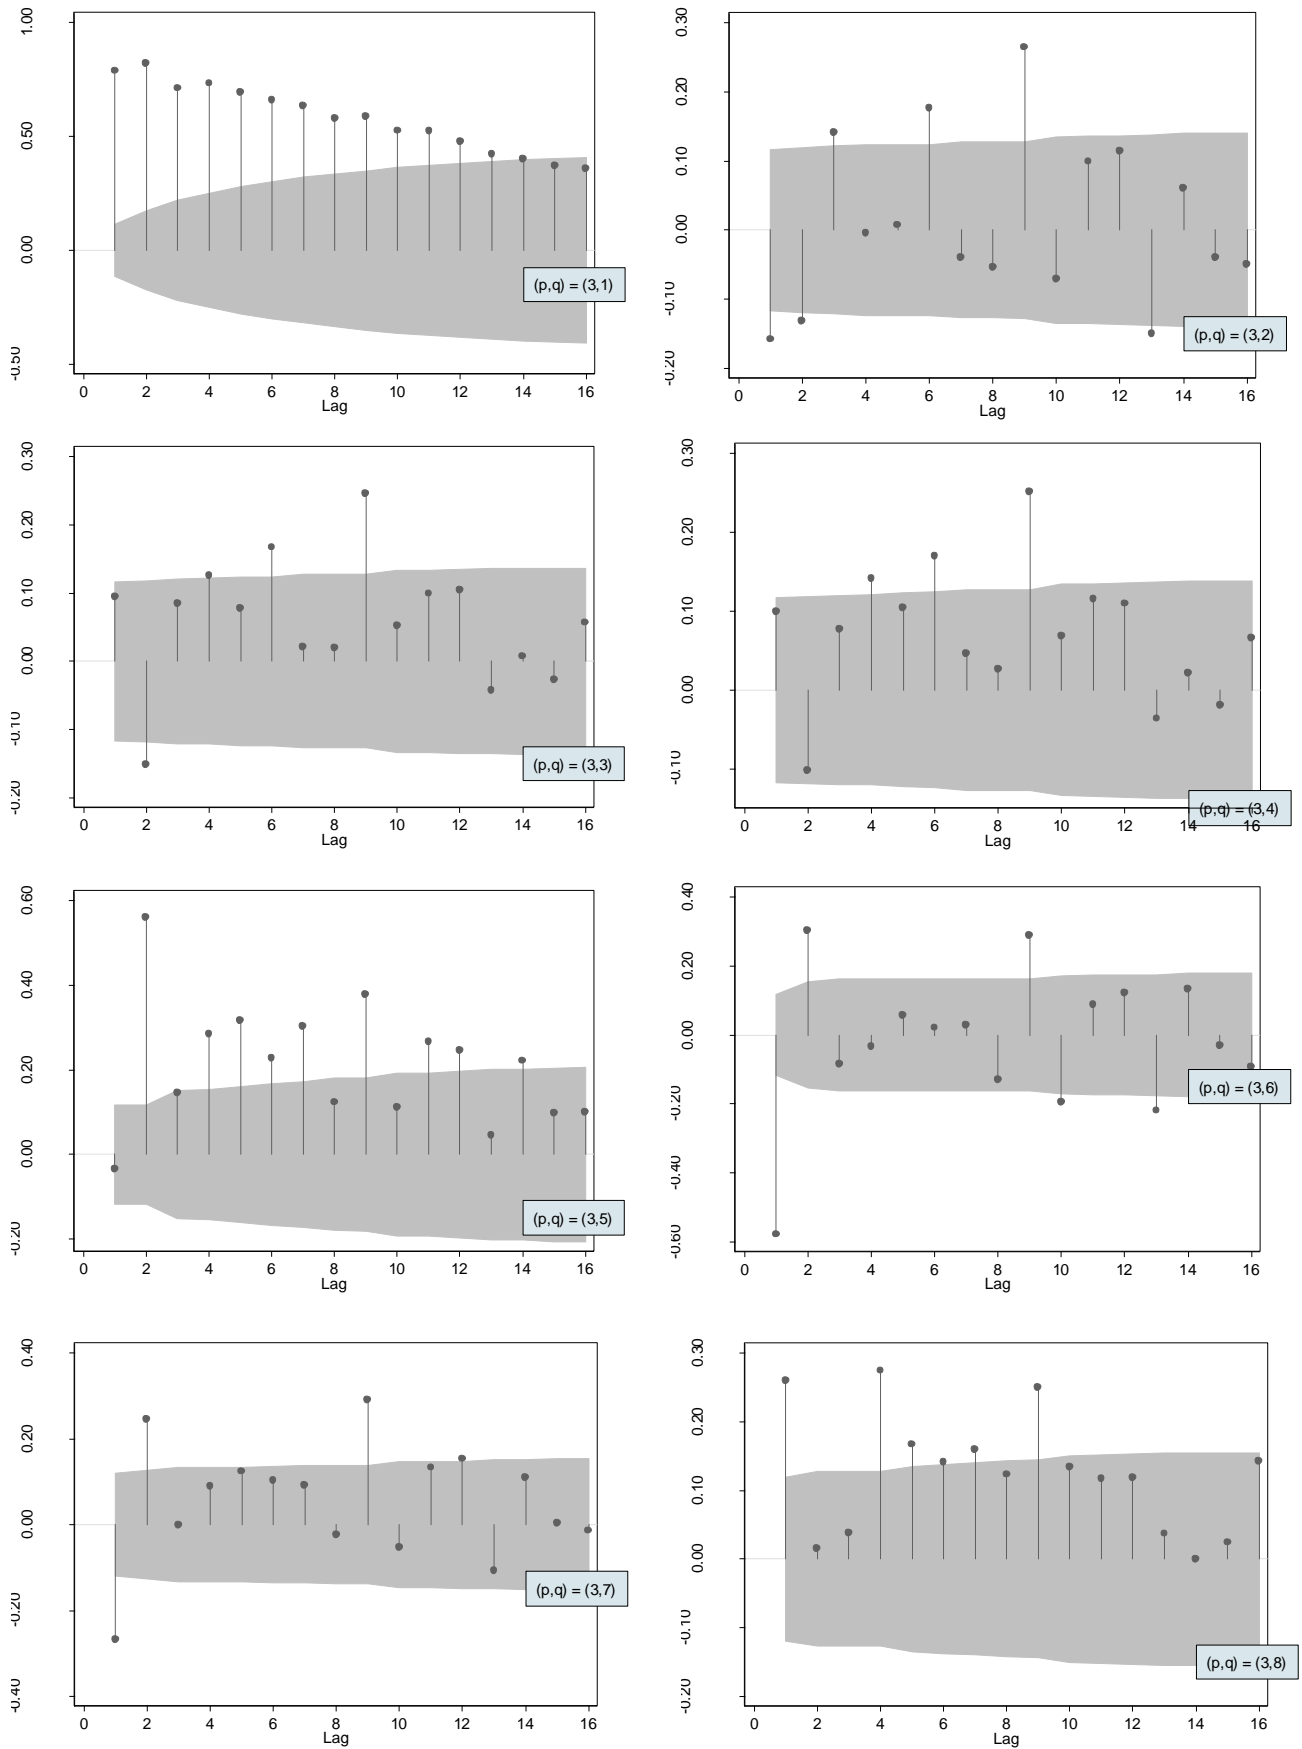 1.00
0.50
0.00
-0.50
0 2 4 6 8 10 12 14 16
Lag
(p,q) = (3,1)
0.30
0.20
0.10
0.00
-0.10
-0.20
0 2 4 6 8 10 12 14 16
Lag
(p,q) = (3,2)
0.30
0.20
0.10
0.00
-0.10
-0.20
0 2 4 6 8 10 12 14 16
Lag
(p,q) = (3,3)
0.30
0.20
0.10
0.00
-0.10
0 2 4 6 8 10 12 14 16
Lag
(p,q) = (3,4)
0.60
0.40
0.20
0.00
-0.20
0 2 4 6 8 10 12 14 16
Lag
(p,q) = (3,5)
0.40
0.20
0.00
-0.20
-0.40
-0.60
0 2 4 6 8 10 12 14 16
Lag
(p,q) = (3,6)
0.40
0.20
0.00
-0.20
-0.40
0 2 4 6 8 10 12 14 16
Lag
(p,q) = (3,7)
0.30
0.20
0.10
0.00
-0.10
-0.20
0 2 4 6 8 10 12 14 16
Lag
(p,q) = (3,8)